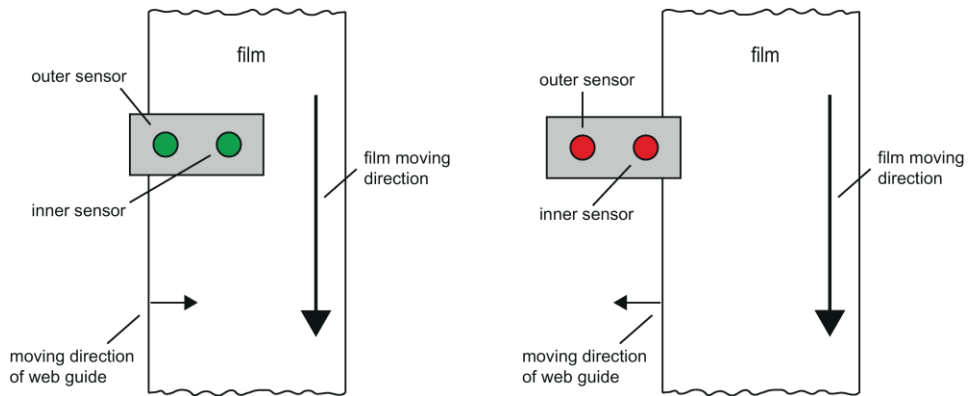 film
outer sensor
film moving
direction
inner sensor
moving direction
of web guide
film
outer sensor
film moving
direction
inner sensor
moving direction
of web guide